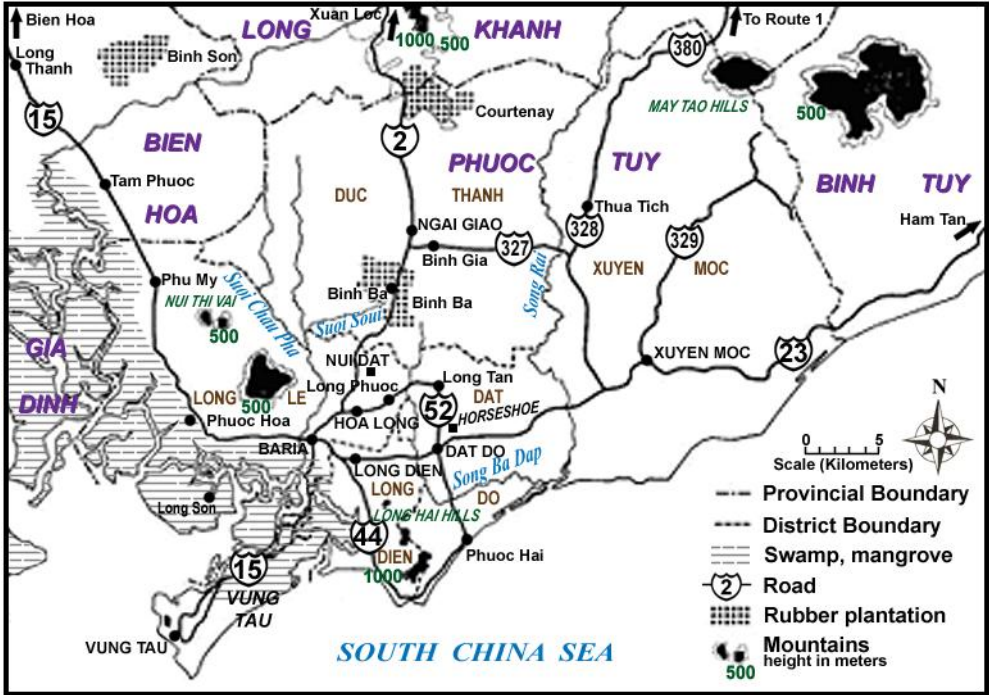 Bien Hoa
Xuan Loc
To Route 1
LONG
KHANH
1000
500
380
Long
Thanh
Binh Son
15
Courtenay
MAY TAO HILLS
500
BIEN
2
PHUOC
TUY
BINH
TUY
Tam Phuoc
DUC
THANH
HOA
Thua Tich
Ham Tan
NGAI GIAO
328
329
Binh Gia
327
Song Rai
XUYEN
MOC
Phu My
Suoi Chau Pha
NUI THI VAI
500
Binh Ba
Binh Ba
Suoi Soui
GIA
DINH
NUI DAT
XUYEN MOC
23
Long Phuoc
Long Tan
LONG
LE
500
52
DAT
HORSESHOE
N
Phuoc Hoa
HOA LONG
BARIA
DAT DO
LONG DIEN
Song Ba Dap
0 5
Scale (Kilometers)
LONG
DO
Long Son
LONG HAI HILLS
44
DIEN
1000
Phuoc Hai
15
VUNG
TAU
VUNG TAU
SOUTH CHINA SEA
Provincial Boundary
District Boundary
Swamp, mangrove
2 Road
Rubber plantation
Mountains
height in meters
500